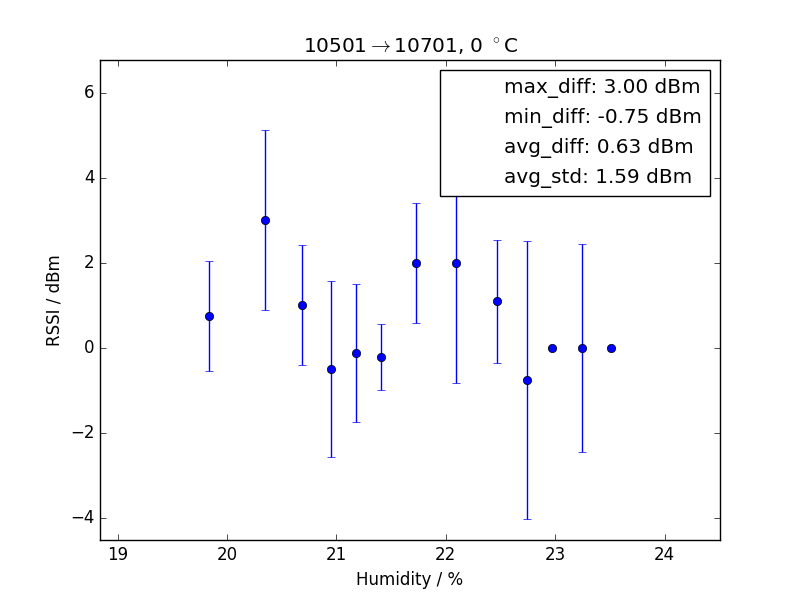 10501→10701, 0 °C
max_diff: 3.00 dBm
min_diff: -0.75 dBm
avg_diff: 0.63 dBm
avg_std: 1.59 dBm
RSSI / dBm
6
4
2
0
−2
−4
19 20 21 22 23 24
Humidity / %